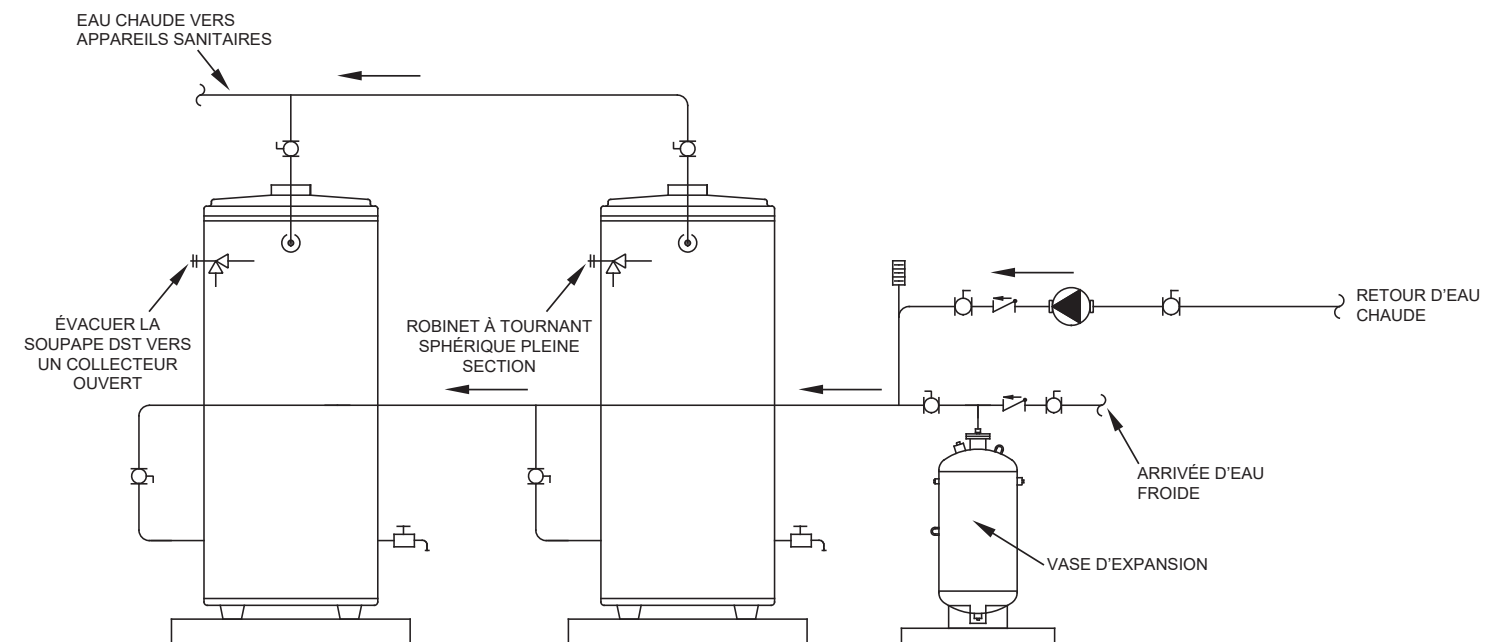 EAU CHAUDE VERS
APPAREILS SANITAIRES
ÉVACUER LA
SOUPAPE DST VERS
UN COLLECTEUR
OUVERT
ROBINET À TOURNANT
SPHÉRIQUE PLEINE
SECTION
RETOUR D'EAU
CHAUDE
ARRIVÉE D'EAU
FROIDE
VASE D'EXPANSION